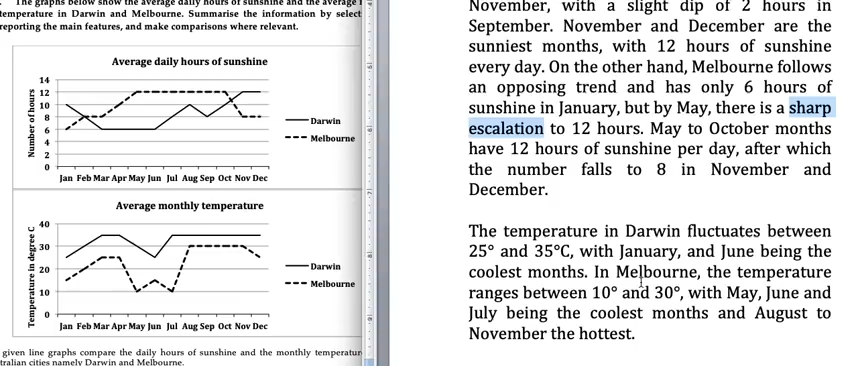 The graphs below show the average daily hours of sunshine and the average
temperature in Darwin and Melbourne. Summarise the information by select
reporting the main features, and make comparisons where relevant.
Average daily hours of sunshine
Number of hours
14
12
10
8
6
4
2
0
Jan Feb Mar Apr May Jun Jul Aug Sep Oct Nov Dec
Darwin
Melbourne
Average monthly temperature
Temperature in degree C
40
30
20
10
0
Jan Feb Mar Apr May Jun Jul Aug Sep Oct Nov Dec
Darwin
Melbourne
given line graphs compare the daily hours of sunshine and the monthly temperatur
tralian cities namely Darwin and Melbourne.
November, with a slight dip of 2 hours in
September. November and December are the
sunniest months, with 12 hours of sunshine
every day. On the other hand, Melbourne follows
an opposing trend and has only 6 hours of
sunshine in January, but by May, there is a sharp
escalation to 12 hours. May to October months
have 12 hours of sunshine per day, after which
the number falls to 8 in November and
December.
The temperature in Darwin fluctuates between
25° and 35°C, with January, and June being the
coolest months. In Melbourne, the temperature
ranges between 10° and 30°, with May, June and
July being the coolest months and August to
November the hottest.